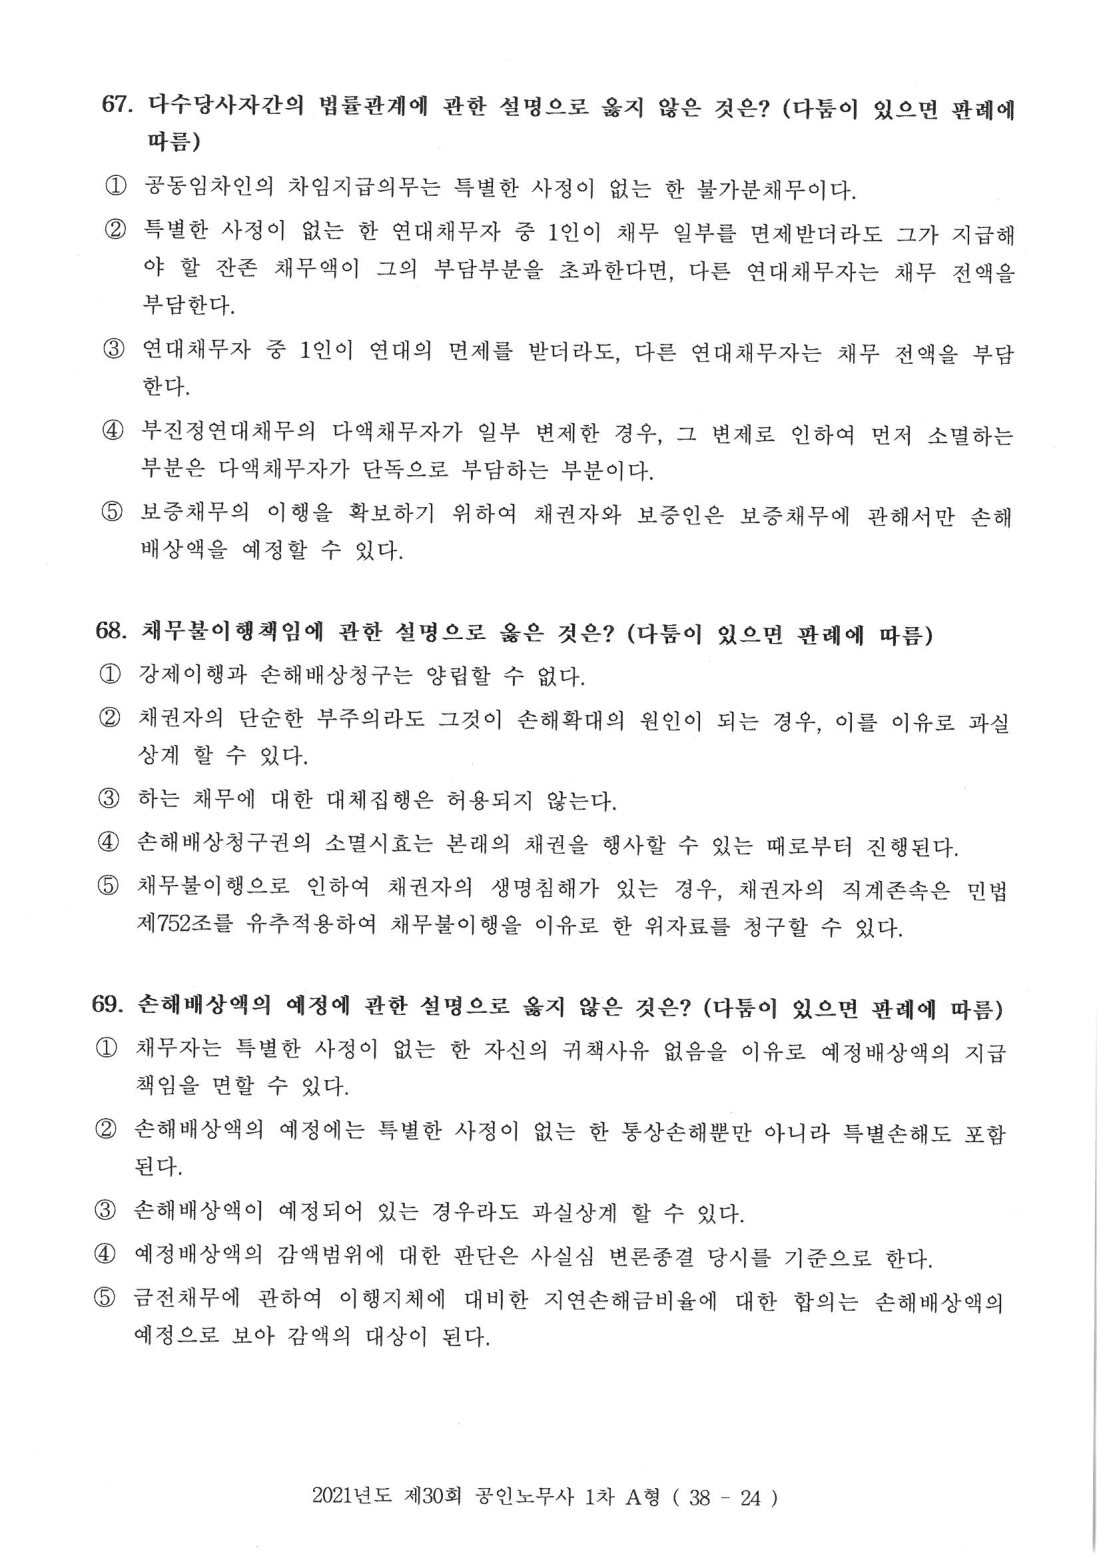 67. 다수당사자간의 법률관계에 관한 설명으로 옳지 않은 것은? (다툼이 있으면 판례에
따름)
① 공동임차인의 차임지급의무는 특별한 사정이 없는 한 불가분채무이다.
② 특별한 사정이 없는 한 연대채무자 중 1인이 채무 일부를 면제받더라도 그가 지급해
야 할 잔존 채무액이 그의 부담부분을 초과한다면, 다른 연대채무자는 채무 전액을
부담한다.
③ 연대채무자 중 1인이 연대의 면제를 받더라도, 다른 연대채무자는 채무 전액을 부담
한다.
④ 부진정연대채무의 다액채무자가 일부 변제한 경우, 그 변제로 인하여 먼저 소멸하는
부분은 다액채무자가 단독으로 부담하는 부분이다.
⑤ 보증채무의 이행을 확보하기 위하여 채권자와 보증인은 보증채무에 관해서만 손해
배상액을 예정할 수 있다.
68. 채무불이행책임에 관한 설명으로 옳은 것은? (다툼이 있으면 판례에 따름)
① 강제이행과 손해배상청구는 양립할 수 없다.
② 채권자의 단순한 부주의라도 그것이 손해확대의 원인이 되는 경우, 이를 이유로 과실
상계 할 수 있다.
③ 하는 채무에 대한 대체집행은 허용되지 않는다.
④ 손해배상청구권의 소멸시효는 본래의 채권을 행사할 수 있는 때로부터 진행된다.
⑤ 채무불이행으로 인하여 채권자의 생명침해가 있는 경우, 채권자의 직계존속은 민법
제752조를 유추적용하여 채무불이행을 이유로 한 위자료를 청구할 수 있다.
69. 손해배상액의 예정에 관한 설명으로 옳지 않은 것은? (다툼이 있으면 판례에 따름)
① 채무자는 특별한 사정이 없는 한 자신의 귀책사유 없음을 이유로 예정배상액의 지급
책임을 면할 수 있다.
② 손해배상액의 예정에는 특별한 사정이 없는 한 통상손해뿐만 아니라 특별손해도 포함
된다.
③ 손해배상액이 예정되어 있는 경우라도 과실상계 할 수 있다.
④ 예정배상액의 감액범위에 대한 판단은 사실심 변론종결 당시를 기준으로 한다.
⑤ 금전채무에 관하여 이행지체에 대비한 지연손해금비율에 대한 합의는 손해배상액의
예정으로 보아 감액의 대상이 된다.
2021년도 제30회 공인노무사 1차 A형 ( 38 - 24 )